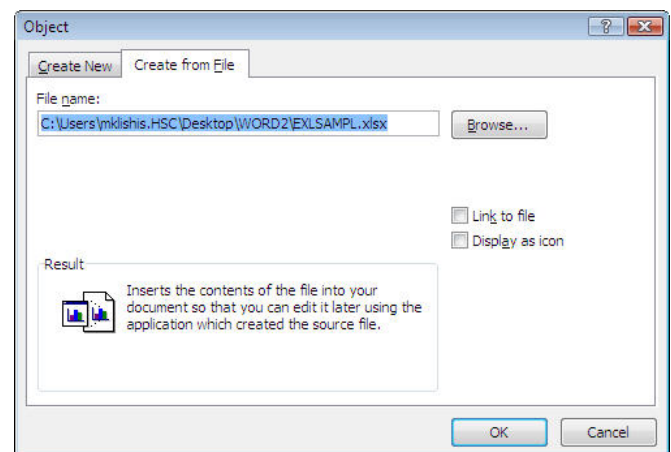 Object
Create New
Create from File
File name:
C:\Users\mklishis.HSC\Desktop\WORD2\EXLSAMPL.xlsx
Browse...
Link to file
Display as icon
Result
Inserts the contents of the file into your
document so that you can edit it later using the
application which created the source file.
OK
Cancel